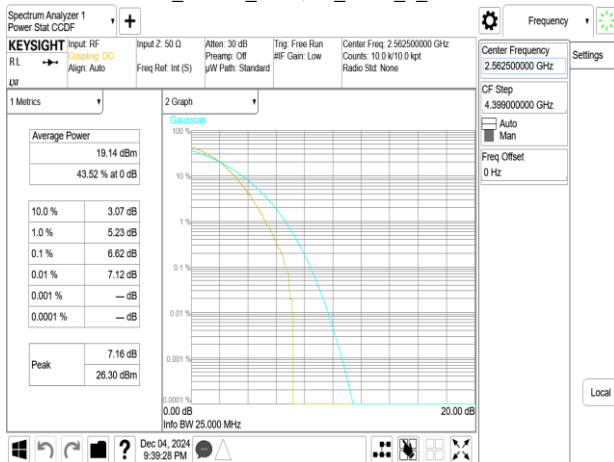 Spectrum Analyzer 1
Power Stat CCDF
Frequency
KEYSIGHT
Input: RF
Coupling: DC
Align: Auto
Input Z: 50 Ω
Freq Ref: Int (S)
Atten: 30 dB
Preamp: Off
µW Path: Standard
Trig: Free Run
#IF Gain: Low
Center Freq: 2.562500000 GHz
Counts: 10.0 k/10.0 kpt
Radio Std: None
RL
LXI
Center Frequency
2.562500000 GHz
Settings
CF Step
4.399000000 GHz
Auto
Man
Freq Offset
0 Hz
1 Metrics
2 Graph
Average Power
19.14 dBm
43.52 % at 0 dB
10.0 % 3.07 dB
1.0 % 5.23 dB
0.1 % 6.62 dB
0.01 % 7.12 dB
0.001 % — dB
0.0001 % — dB
Peak
7.16 dB
26.30 dBm
Gaussian
100 %
10 %
1 %
0.1 %
0.01 %
0.001 %
0.0001 %
0.00 dB
20.00 dB
Info BW 25.000 MHz
Local
?
Dec 04, 2024
9:39:28 PM